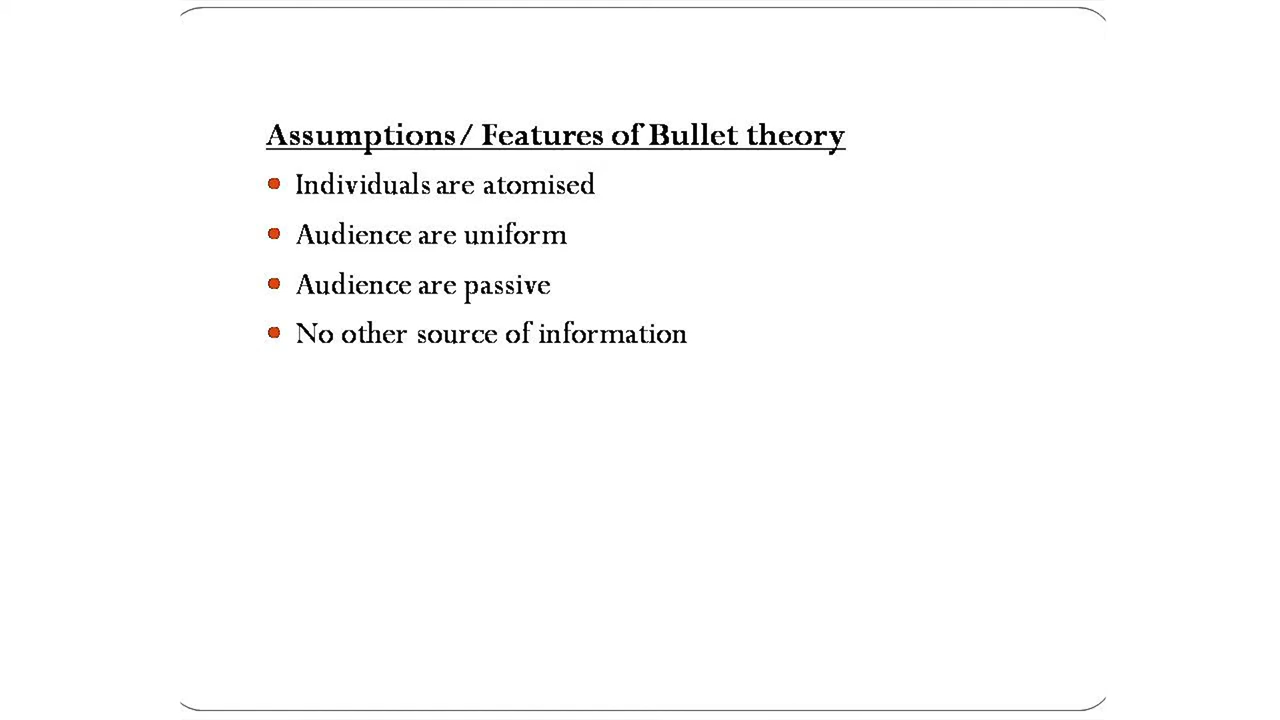 Assumptions/ Features of Bullet theory
Individuals are atomised
Audience are uniform
Audience are passive
No other source of information